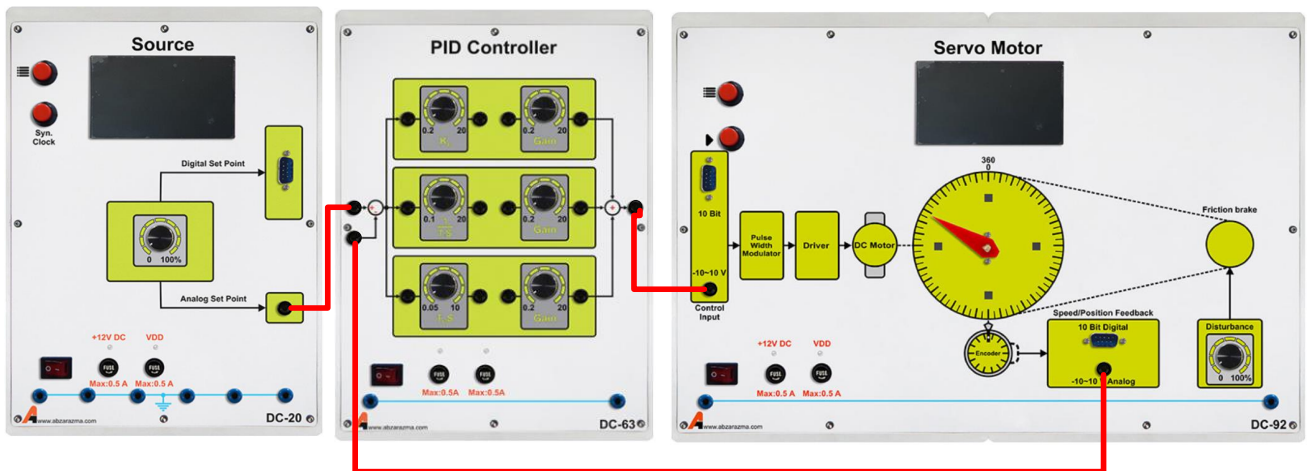 Source
Syn.
Clock
Digital Set Point
0 100%
Analog Set Point
+12V DC VDD
FUSE FUSE
Max:0.5 A Max:0.5 A
A www.abzarazma.com
DC-20
PID Controller
0.2 20
0.2 20
Gain
0.1 20
0.2 20
Gain
0.05 10
0.2 20
Gain
FUSE FUSE
Max:0.5A Max:0.5A
A www.abzarazma.com
DC-63
Servo Motor
10 Bit
-10~10 V
Control
Input
Pulse
Width
Modulator
Driver
DC Motor
360
0
Friction brake
Encoder
Speed/Position Feedback
10 Bit Digital
Analog
Disturbance
0 100%
+12V DC VDD
FUSE FUSE
Max:0.5 A Max:0.5 A
A www.abzarazma.com
DC-92